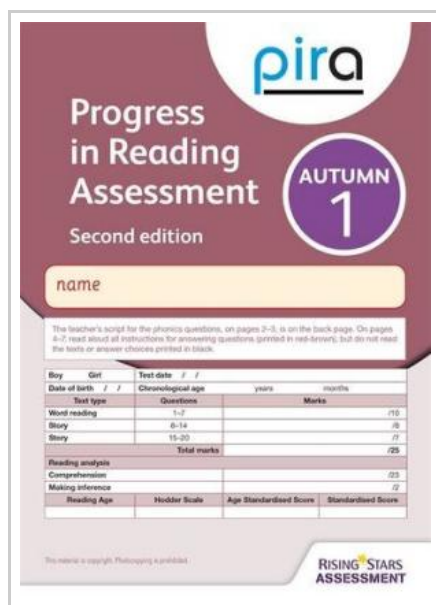 pira
Progress
in Reading
Assessment
AUTUMN
1
Second edition
name
The teacher's script for the phonics questions, on pages 2–3, is on the back page. On pages
4–7, read aloud all instructions for answering questions (printed in red-brown), but do not read
the texts or answer choices printed in black.
Boy Girl Test date / /
Date of birth / / Chronological age years months
Test type Questions Marks
Word reading 1–7 /10
Story 8–14 /8
Story 15–20 /7
Total marks /25
Reading analysis
Comprehension /23
Making inference /2
Reading Age Hodder Scale Age Standardised Score Standardised Score
This material is copyright. Photocopying is prohibited.
RISING STARS
ASSESSMENT